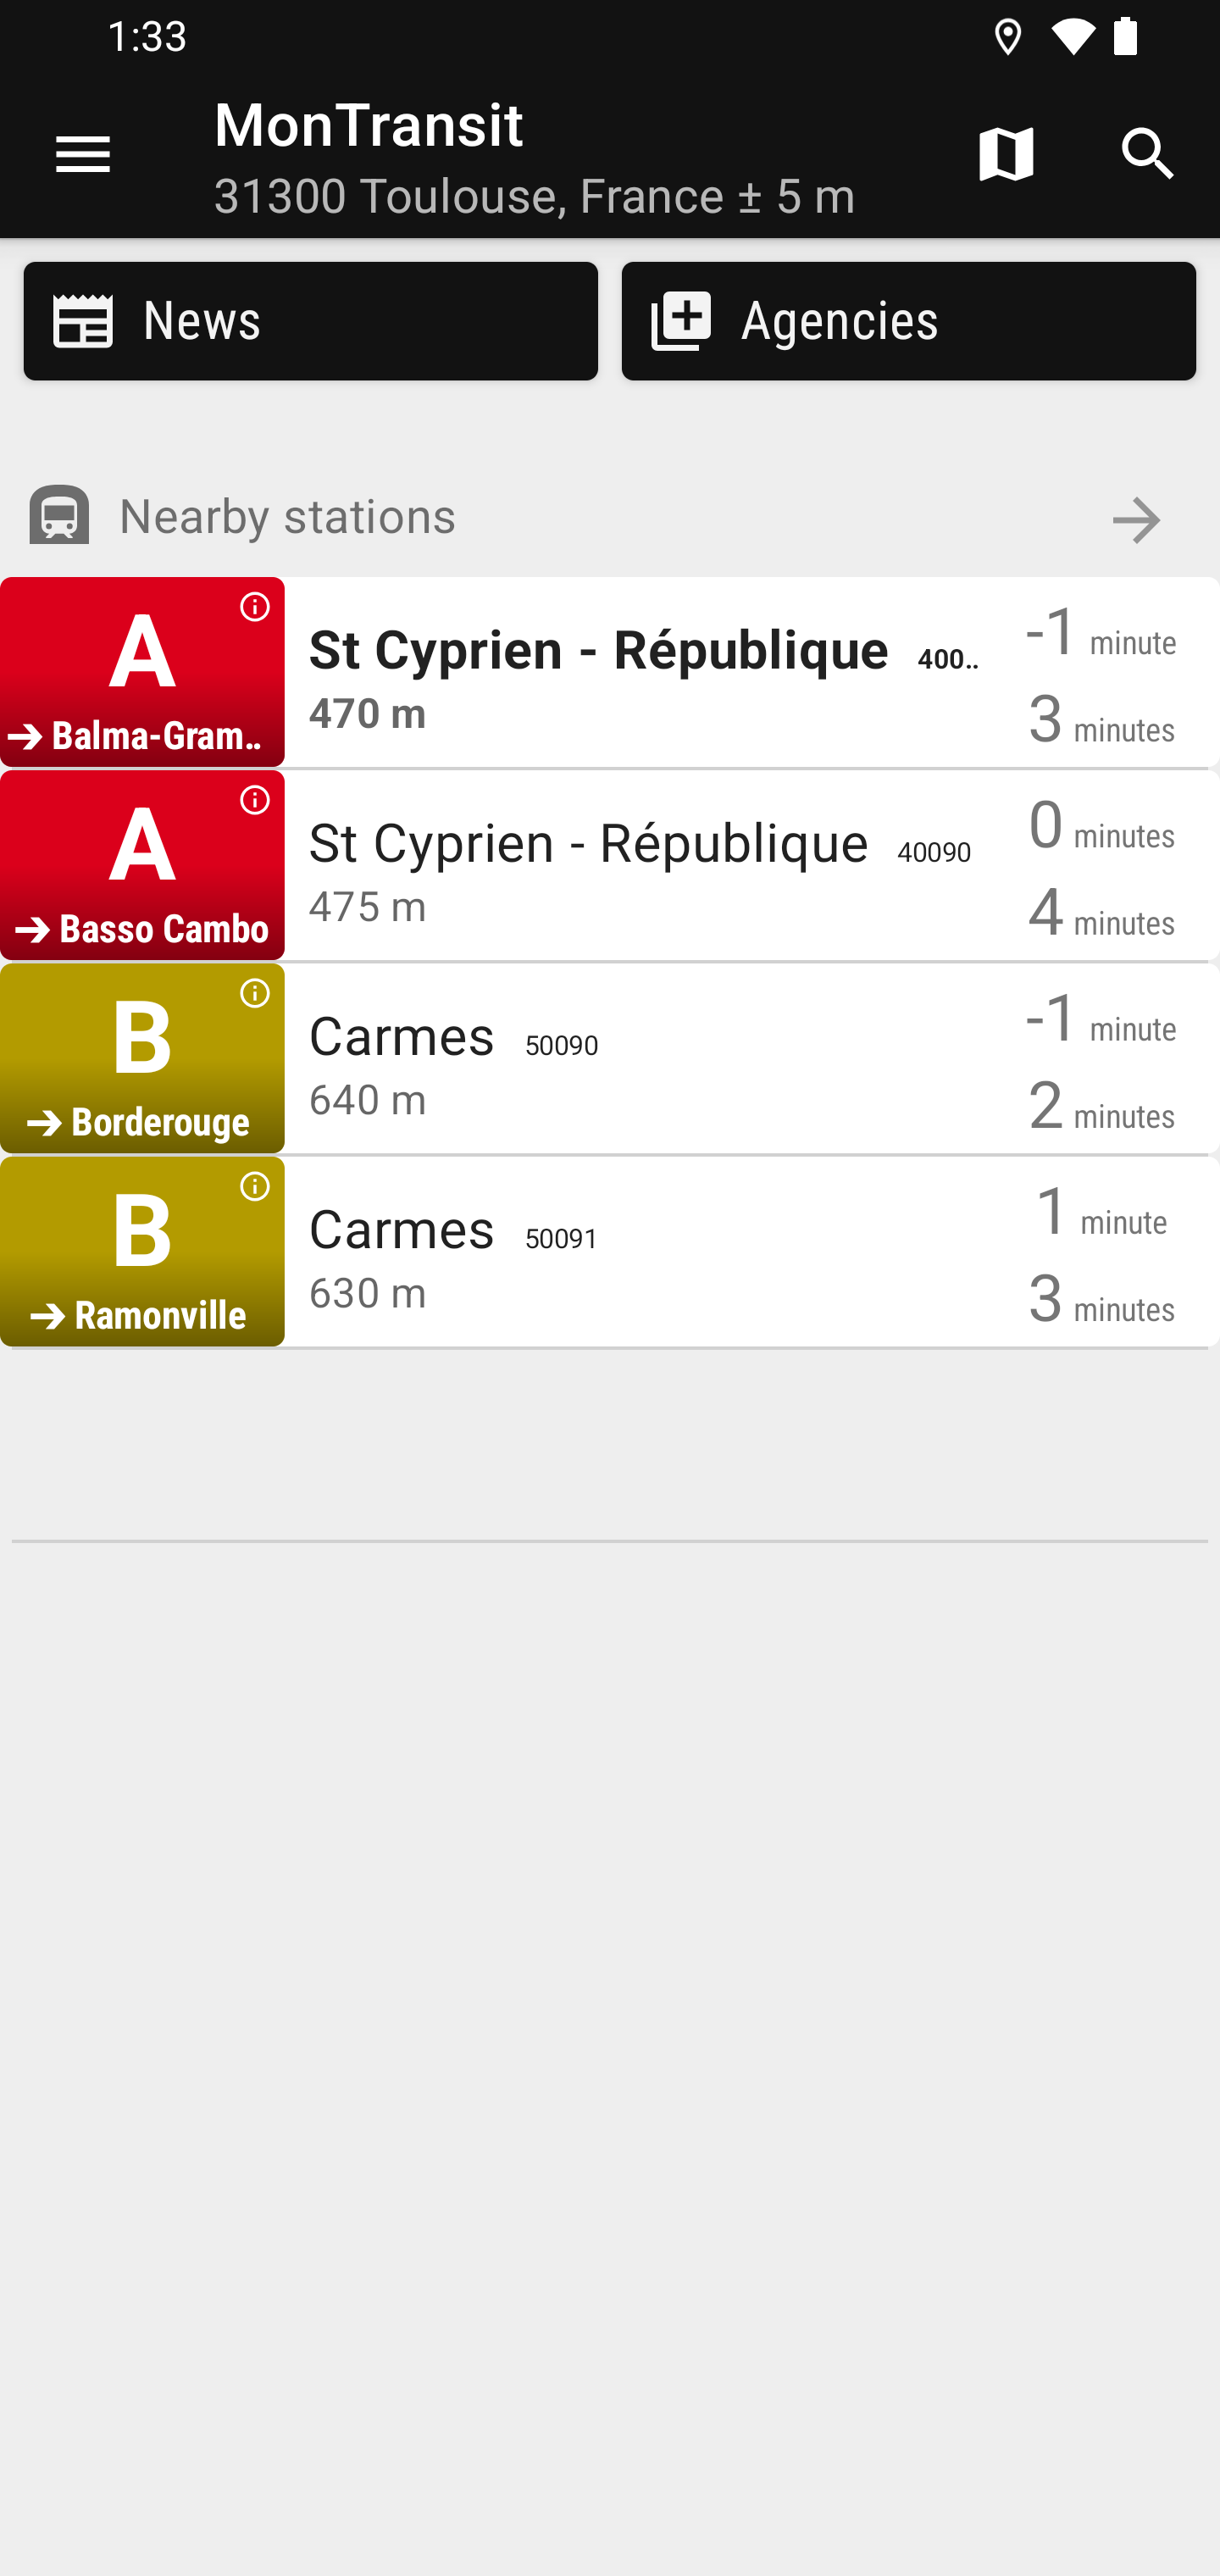 1:33
MonTransit
31300 Toulouse, France ± 5 m
News
Agencies
Nearby stations
A
→ Balma-Gram..
St Cyprien - République 400..
470 m
-1 minute
3 minutes
A
→ Basso Cambo
St Cyprien - République 40090
475 m
0 minutes
4 minutes
B
→ Borderouge
Carmes 50090
640 m
-1 minute
2 minutes
B
→ Ramonville
Carmes 50091
630 m
1 minute
3 minutes